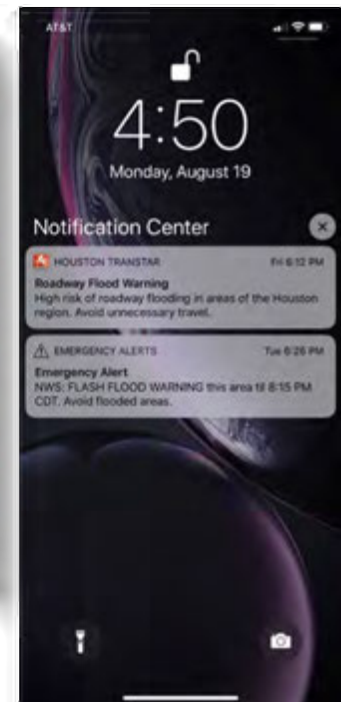 AT&T
4:50
Monday, August 19
Notification Center
HOUSTON TRANSTAR Fri 6:12 PM
Roadway Flood Warning
High risk of roadway flooding in areas of the Houston
region. Avoid unnecessary travel.
EMERGENCY ALERTS Tue 6:26 PM
Emergency Alert
NWS: FLASH FLOOD WARNING this area til 8:15 PM
CDT. Avoid flooded areas.